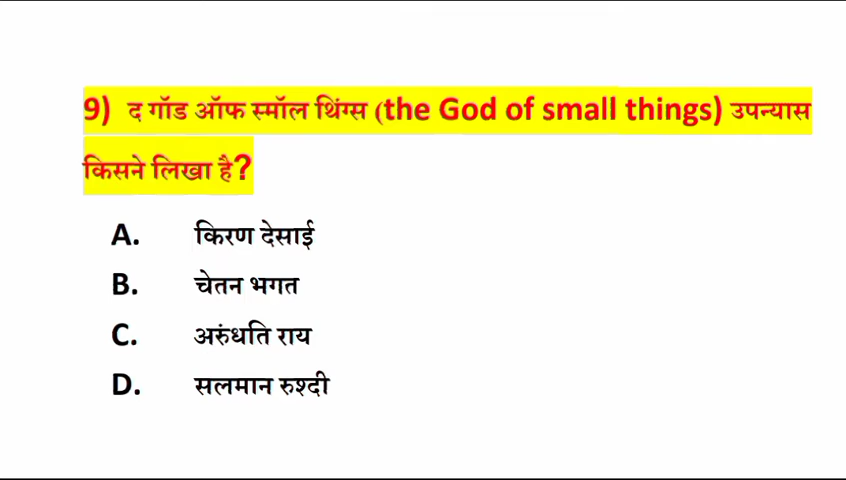 9) द गॉड ऑफ स्मॉल थिंग्स (the God of small things) उपन्यास
किसने लिखा है?
A. किरण देसाई
B. चेतन भगत
C. अरुंधति राय
D. सलमान रुश्दी